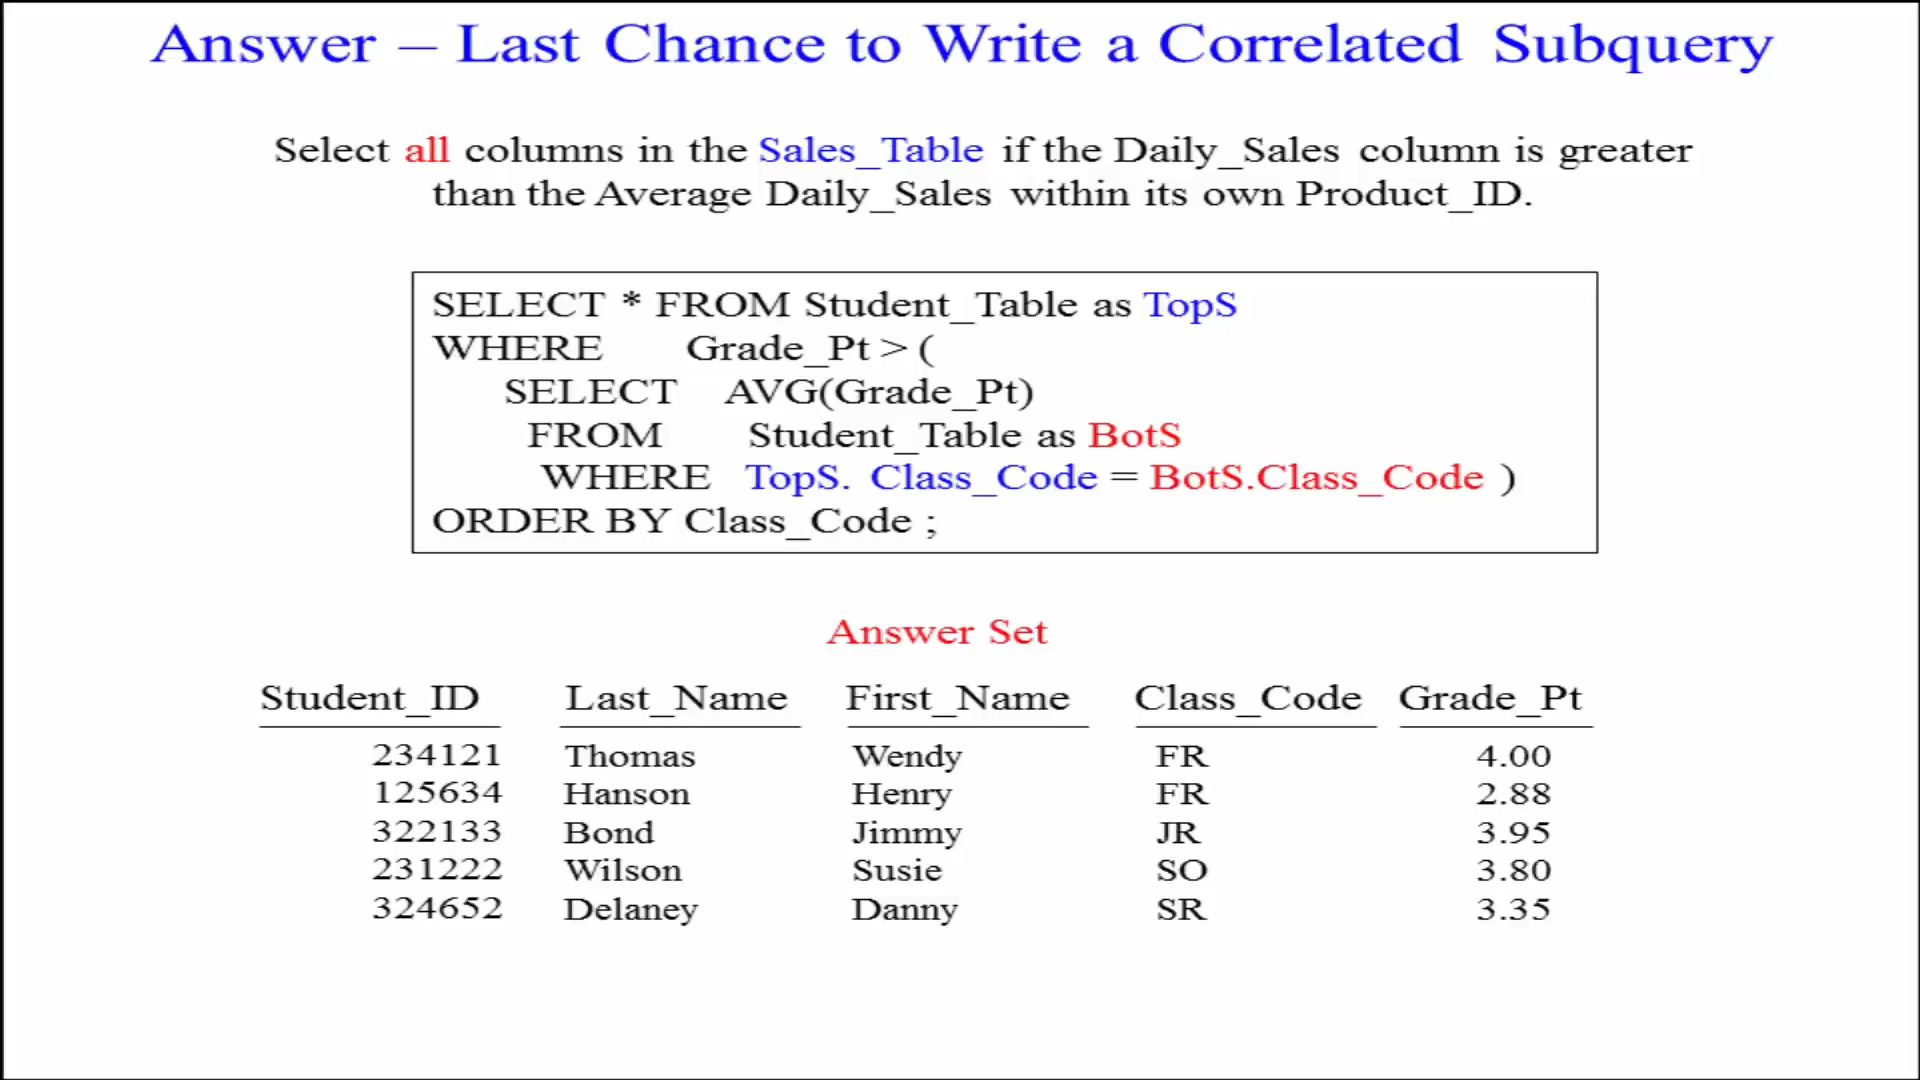 Answer – Last Chance to Write a Correlated Subquery
Select all columns in the Sales_Table if the Daily_Sales column is greater
than the Average Daily_Sales within its own Product_ID.
SELECT * FROM Student_Table as TopS
WHERE Grade_Pt > (
SELECT AVG(Grade_Pt)
FROM Student_Table as BotS
WHERE TopS. Class_Code = BotS.Class_Code )
ORDER BY Class_Code ;
Answer Set
Student_ID Last_Name First_Name Class_Code Grade_Pt
234121 Thomas Wendy FR 4.00
125634 Hanson Henry FR 2.88
322133 Bond Jimmy JR 3.95
231222 Wilson Susie SO 3.80
324652 Delaney Danny SR 3.35